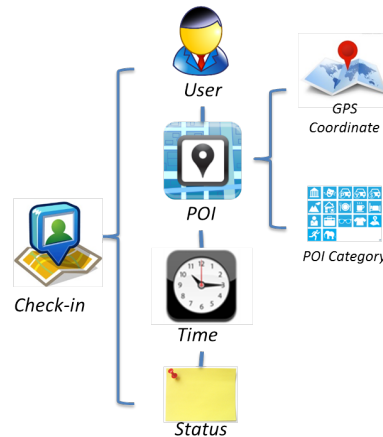 User
GPS
Coordinate
POI
POI Category
Check-in
Time
Status